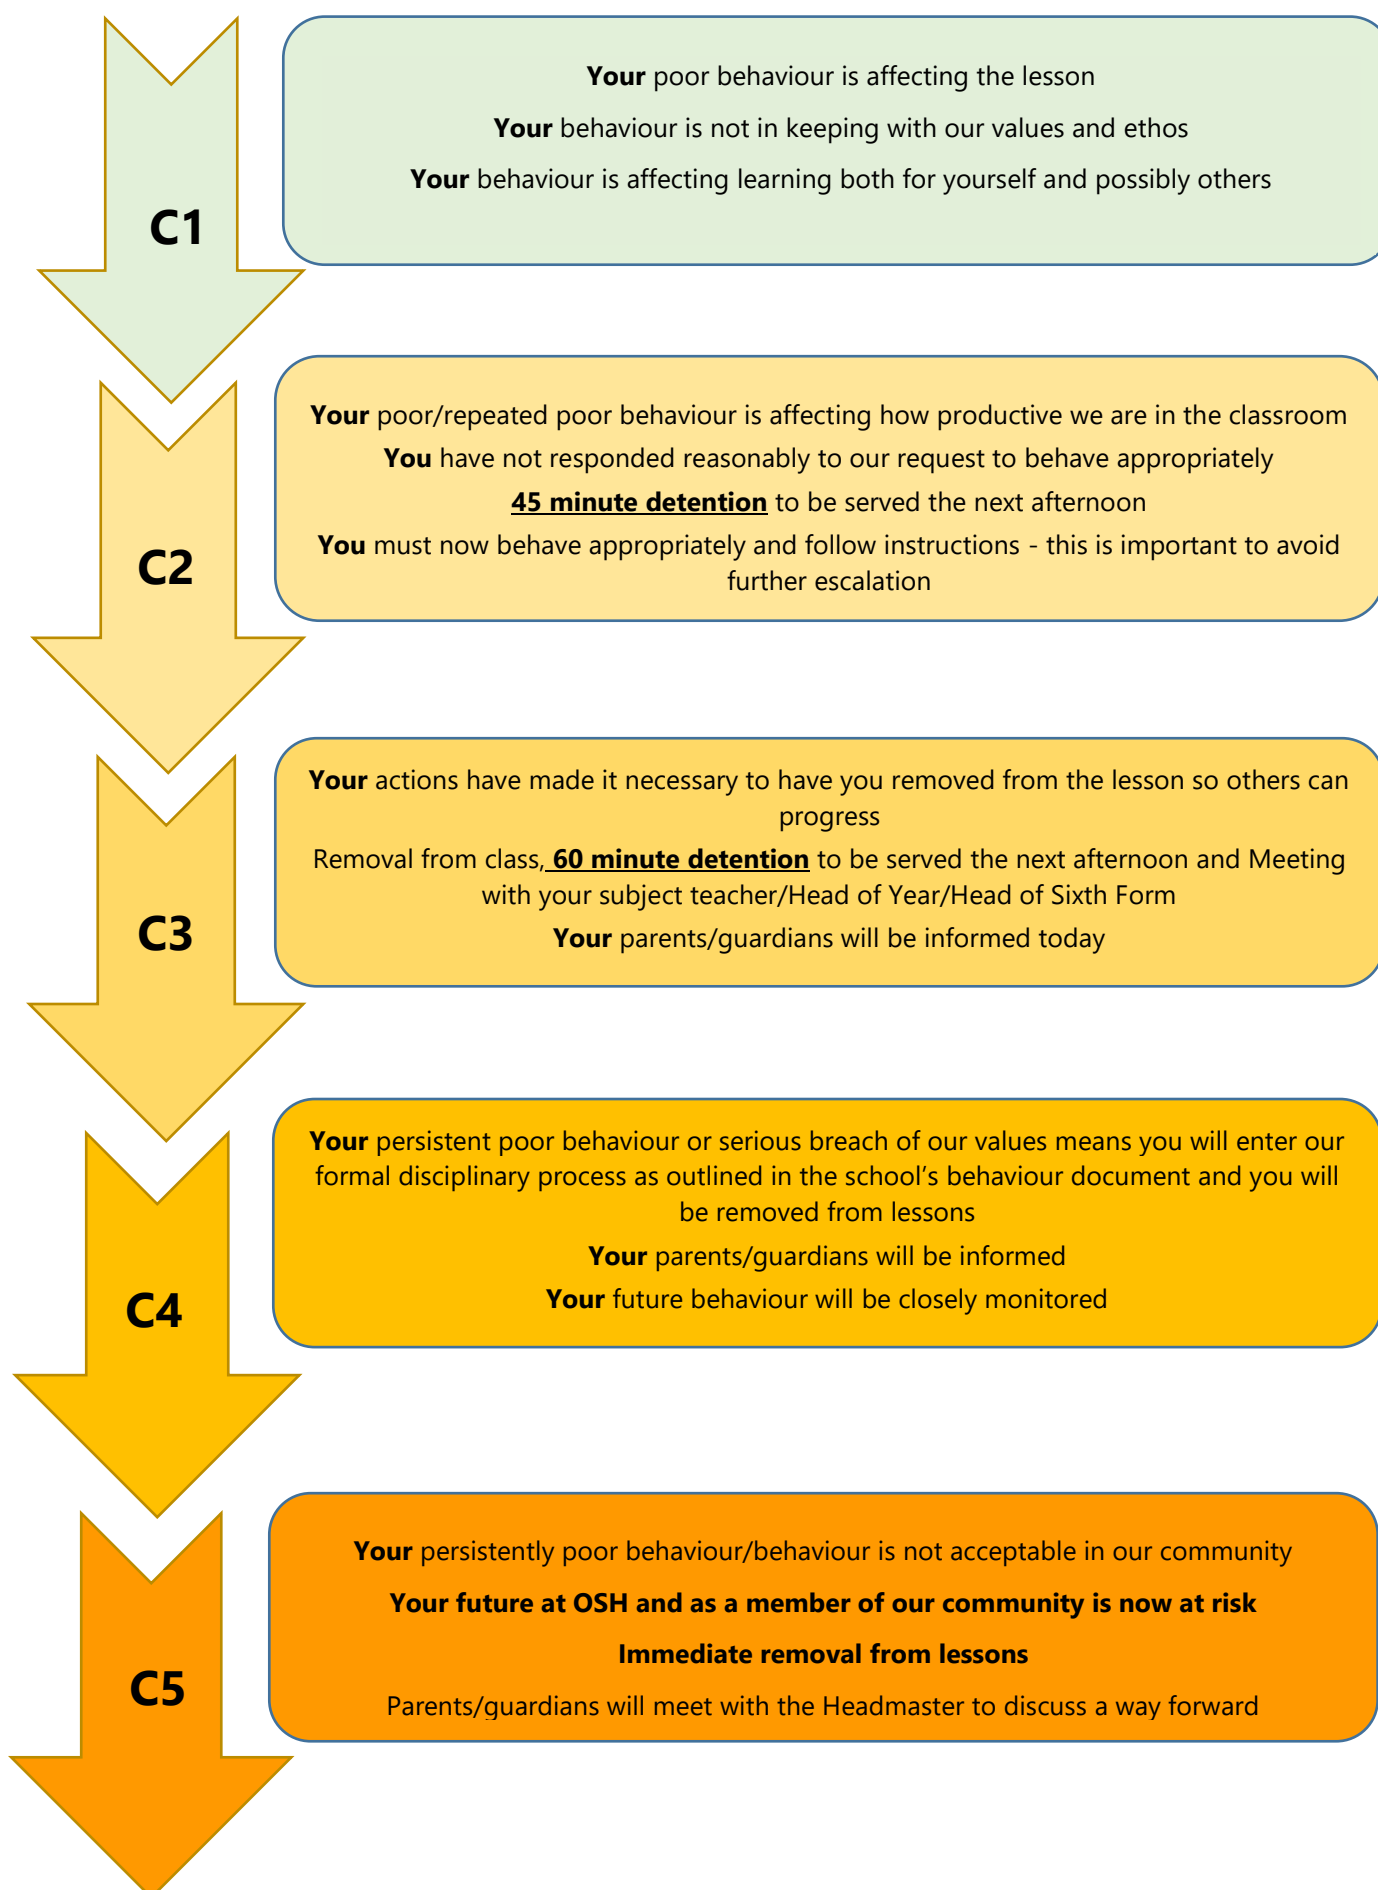 C1
Your poor behaviour is affecting the lesson
Your behaviour is not in keeping with our values and ethos
Your behaviour is affecting learning both for yourself and possibly others
C2
Your poor/repeated poor behaviour is affecting how productive we are in the classroom
You have not responded reasonably to our request to behave appropriately
45 minute detention to be served the next afternoon
You must now behave appropriately and follow instructions - this is important to avoid
further escalation
C3
Your actions have made it necessary to have you removed from the lesson so others can
progress
Removal from class, 60 minute detention to be served the next afternoon and Meeting
with your subject teacher/Head of Year/Head of Sixth Form
Your parents/guardians will be informed today
C4
Your persistent poor behaviour or serious breach of our values means you will enter our
formal disciplinary process as outlined in the school's behaviour document and you will
be removed from lessons
Your parents/guardians will be informed
Your future behaviour will be closely monitored
C5
Your persistently poor behaviour/behaviour is not acceptable in our community
Your future at OSH and as a member of our community is now at risk
Immediate removal from lessons
Parents/guardians will meet with the Headmaster to discuss a way forward